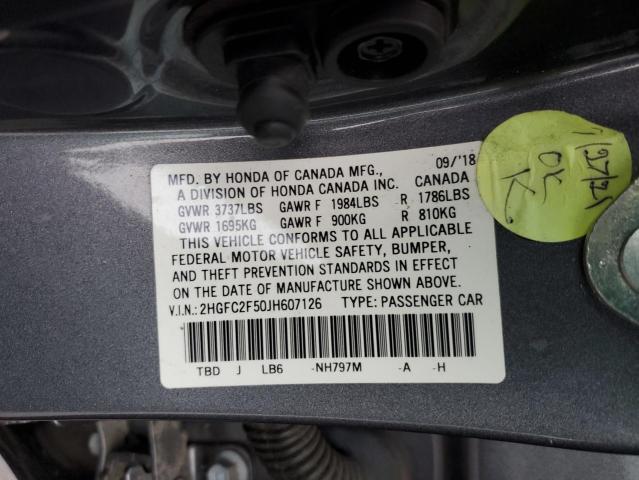 MFD. BY HONDA OF CANADA MFG., 09/'18
A DIVISION OF HONDA CANADA INC. CANADA
GVWR 3737LBS GAWR F 1984LBS R 1786LBS
GVWR 1695KG GAWR F 900KG R 810KG
THIS VEHICLE CONFORMS TO ALL APPLICABLE
FEDERAL MOTOR VEHICLE SAFETY, BUMPER,
AND THEFT PREVENTION STANDARDS IN EFFECT
ON THE DATE OF MANUFACTURE SHOWN ABOVE.
V.I.N.: 2HGFC2F50JH607126 TYPE: PASSENGER CAR
TBD J LB6 -NH797M -A -H
OK